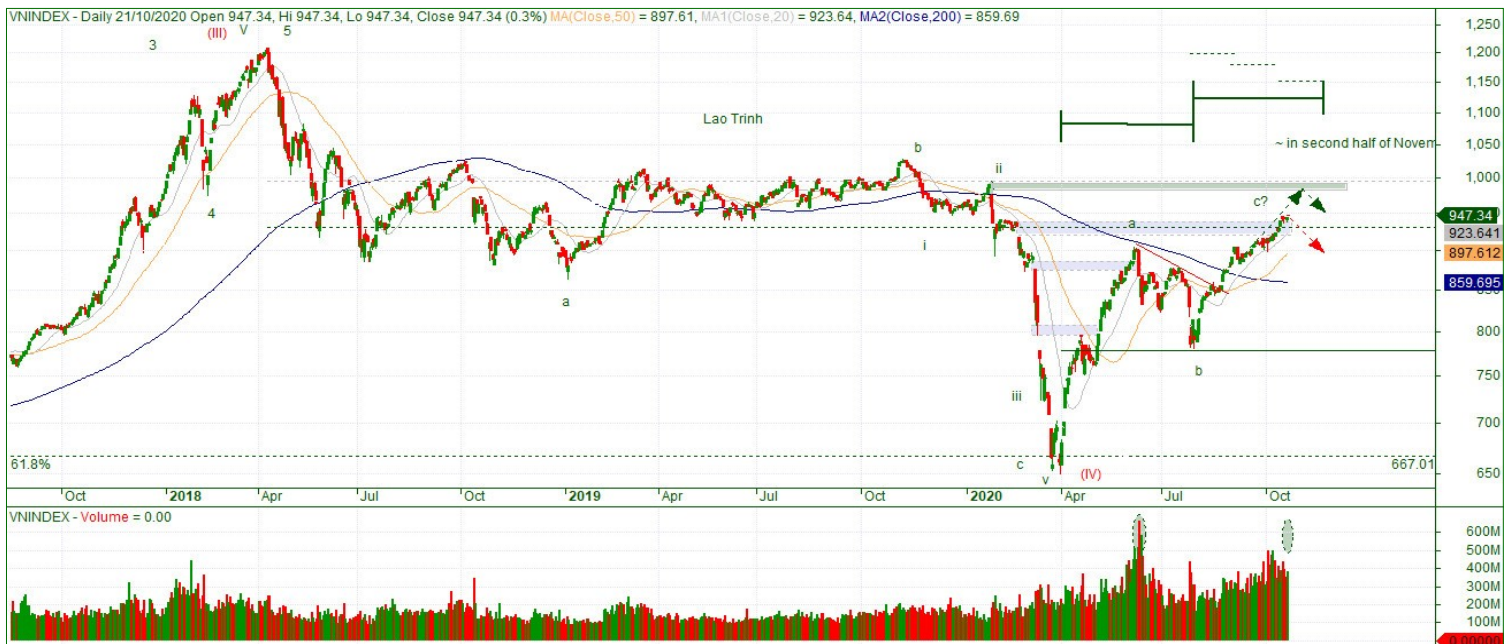 VNINDEX - Daily 21/10/2020 Open 947.34, Hi 947.34, Lo 947.34, Close 947.34 (0.3%) MA(Close,50) = 897.61, MA1(Close,20) = 923.64, MA2(Close,200) = 859.69
3
(III)
V
5
4
Lao Trinh
~ in second half of Novem
a
b
i
ii
iii
c
v
(IV)
a
b
c?
61.8%
667.01
1,250
1,200
1,150
1,100
1,050
1,000
947.34
923.641
897.612
859.695
800
750
700
650
Oct
2018
Apr
Jul
Oct
2019
Apr
Jul
Oct
2020
Apr
Jul
Oct
VNINDEX - Volume = 0.00
600M
500M
400M
300M
200M
100M
0.00000